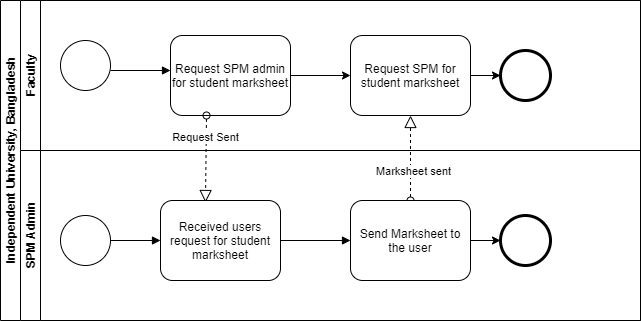 Independent University, Bangladesh
Faculty
Request SPM admin
for student marksheet
Request SPM for
student marksheet
Request Sent
Marksheet sent
SPM Admin
Received users
request for student
marksheet
Send Marksheet to
the user